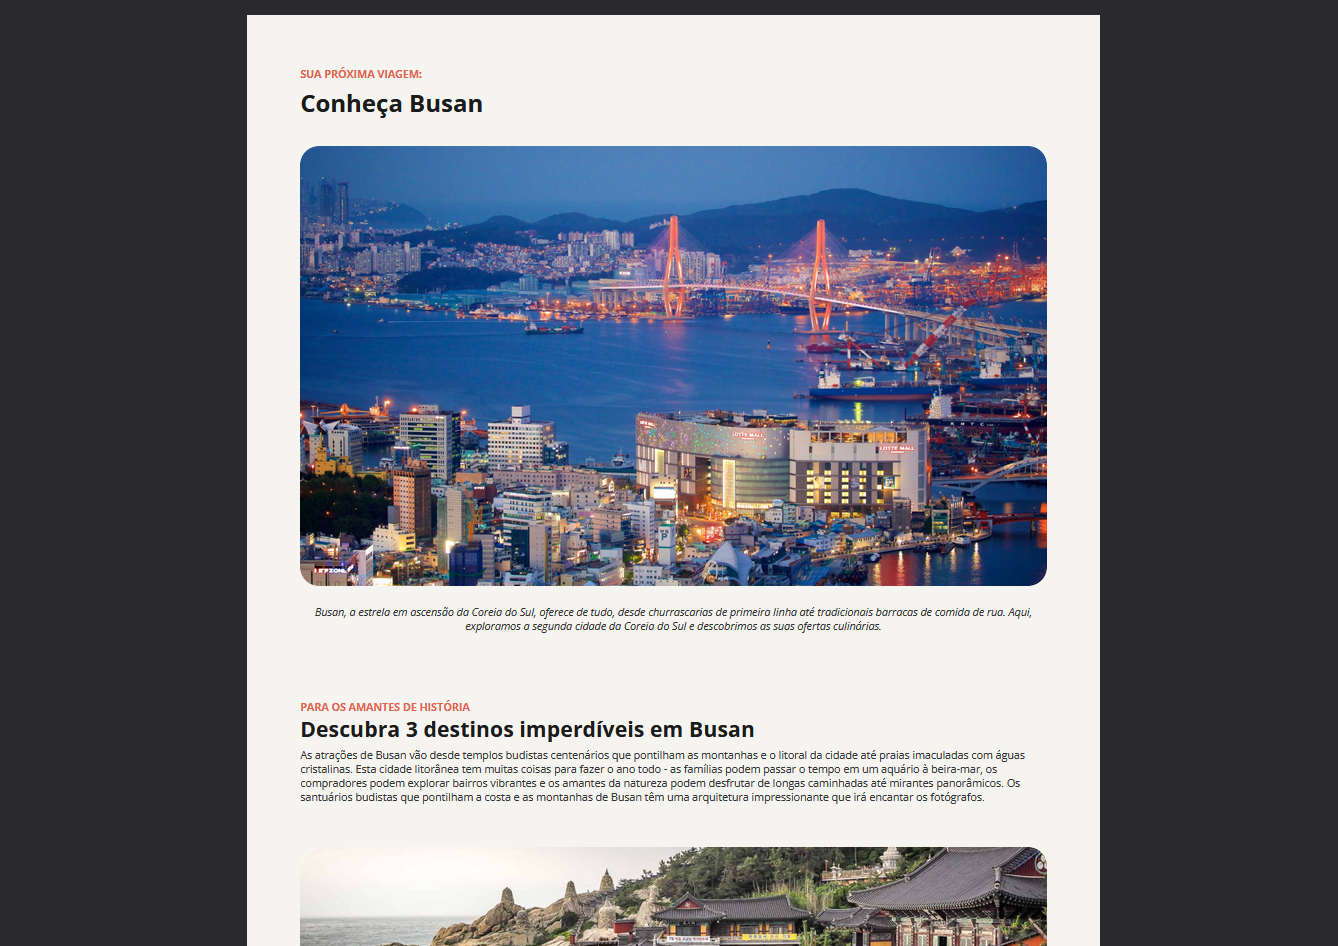 SUA PRÓXIMA VIAGEM:
Conheça Busan
LOTTE MALL
LOTTE MALL
Busan, a estrela em ascensão da Coreia do Sul, oferece de tudo, desde churrascarias de primeira linha até tradicionais barracas de comida de rua. Aqui,
exploramos a segunda cidade da Coreia do Sul e descobrimos as suas ofertas culinárias.
PARA OS AMANTES DE HISTÓRIA
Descubra 3 destinos imperdíveis em Busan
As atrações de Busan vão desde templos budistas centenários que pontilham as montanhas e o litoral da cidade até praias imaculadas com águas
cristalinas. Esta cidade litorânea tem muitas coisas para fazer o ano todo - as famílias podem passar o tempo em um aquário à beira-mar, os
compradores podem explorar bairros vibrantes e os amantes da natureza podem desfrutar de longas caminhadas até mirantes panorâmicos. Os
santuários budistas que pontilham a costa e as montanhas de Busan têm uma arquitetura impressionante que irá encantar os fotógrafos.